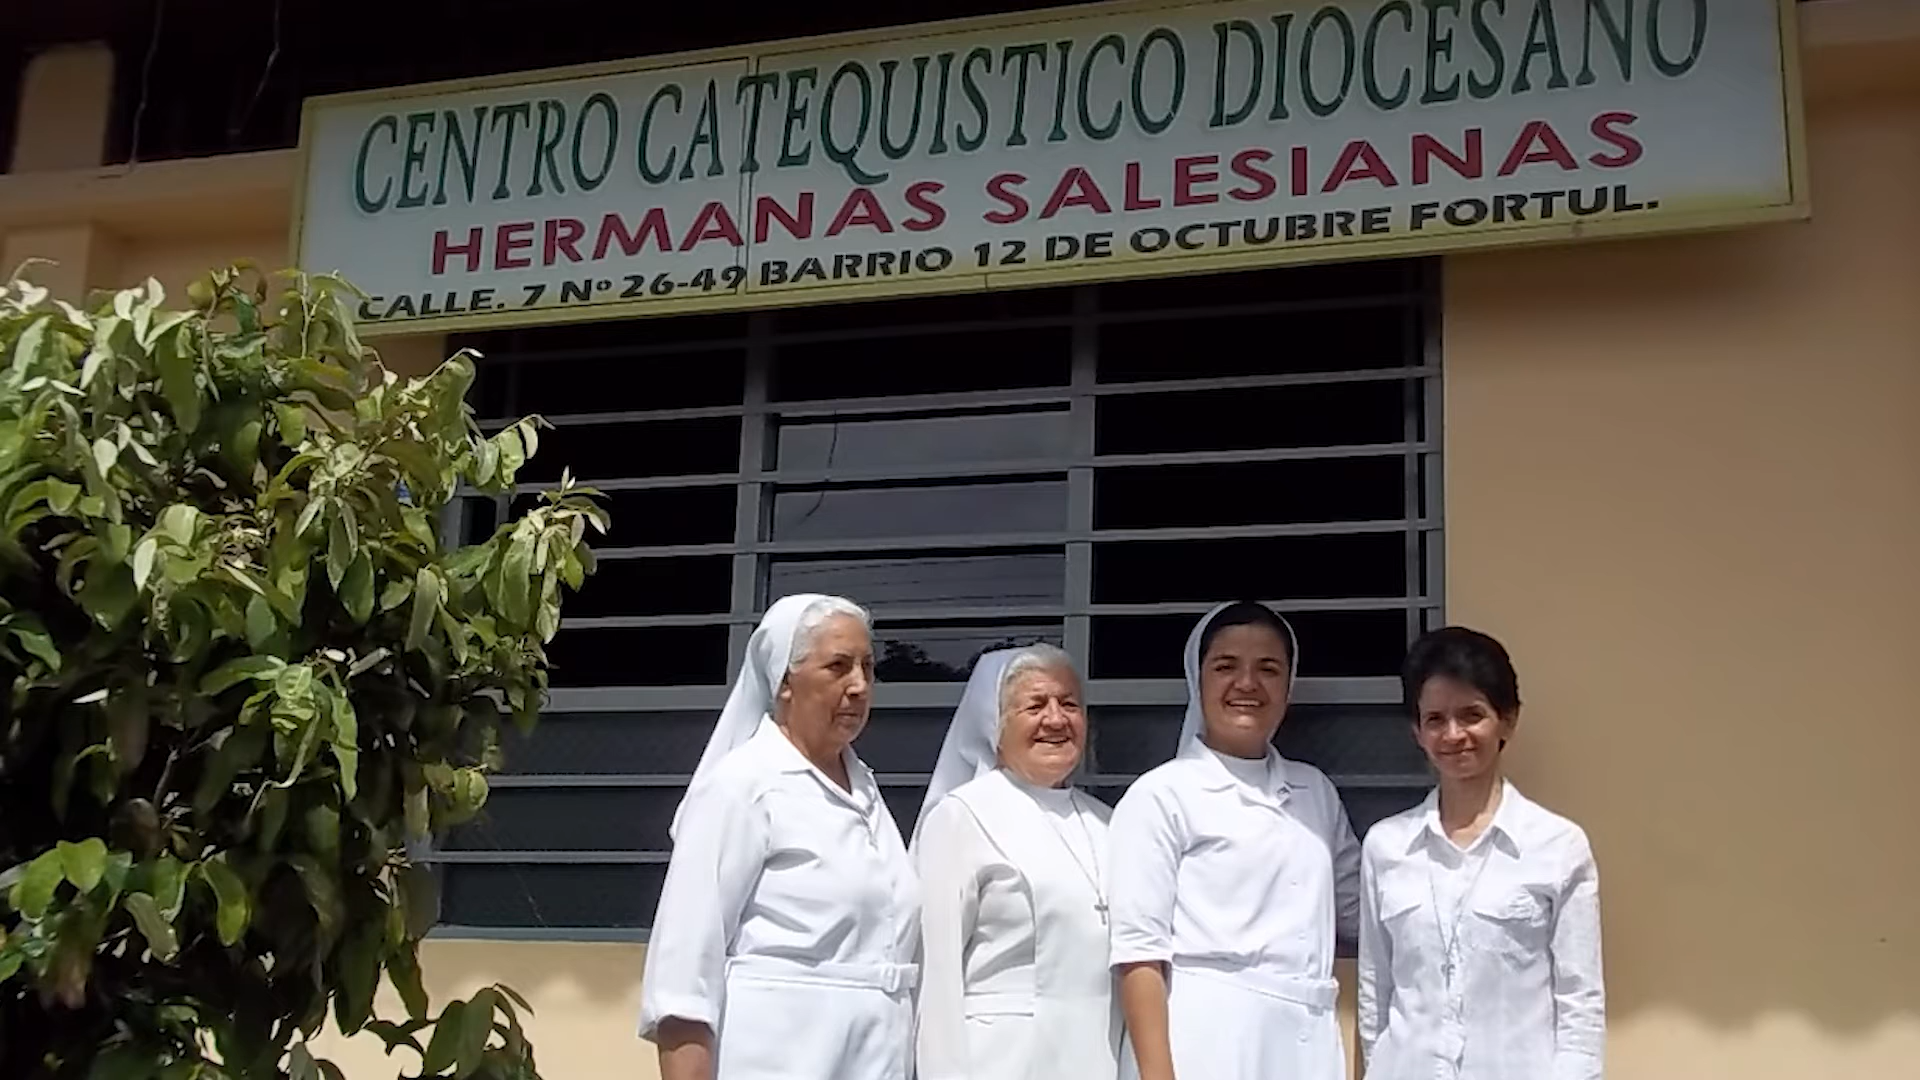 CENTRO CATEQUISTICO DIOCESANO
HERMANAS SALESIANAS
CALLE. 7 Nº 26-49 BARRIO 12 DE OCTUBRE FORTUL.